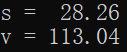 s =  28.26
v = 113.04